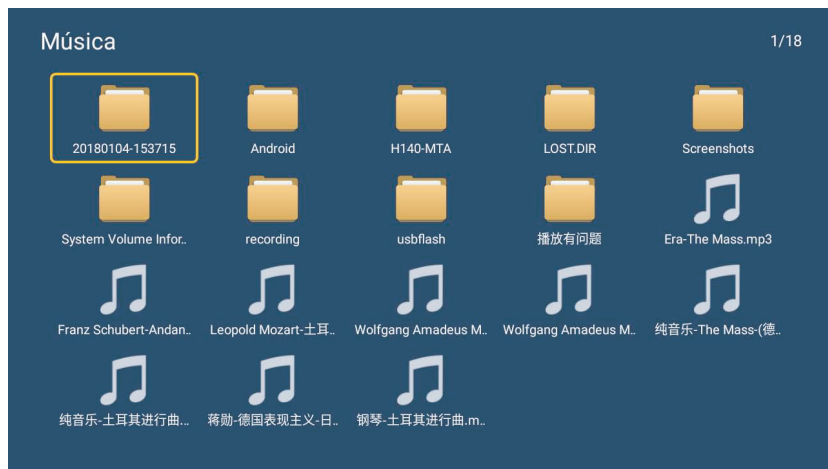 Música
1/18
20180104-153715
Android
H140-MTA
LOST.DIR
Screenshots
System Volume Infor..
recording
usbflash
播放有问题
Era-The Mass.mp3
Franz Schubert-Andan..
Leopold Mozart-土耳..
Wolfgang Amadeus M..
Wolfgang Amadeus M..
纯音乐-The Mass-(德..
纯音乐-土耳其进行曲...
蒋勋-德国表现主义-日..
钢琴-土耳其进行曲.m..